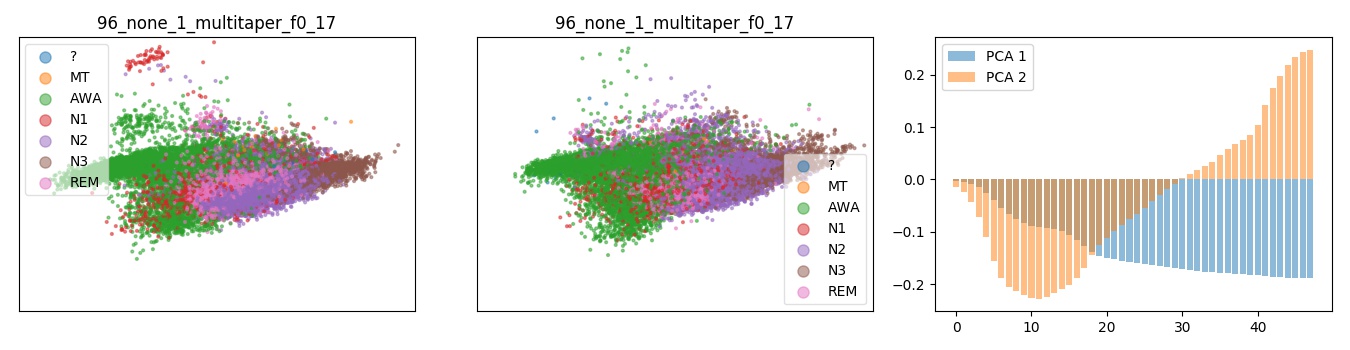 96_none_1_multitaper_f0_17
?
MT
AWA
N1
N2
N3
REM
96_none_1_multitaper_f0_17
?
MT
AWA
N1
N2
N3
REM
PCA 1
PCA 2
0.2
0.1
0.0
−0.1
−0.2
0 10 20 30 40